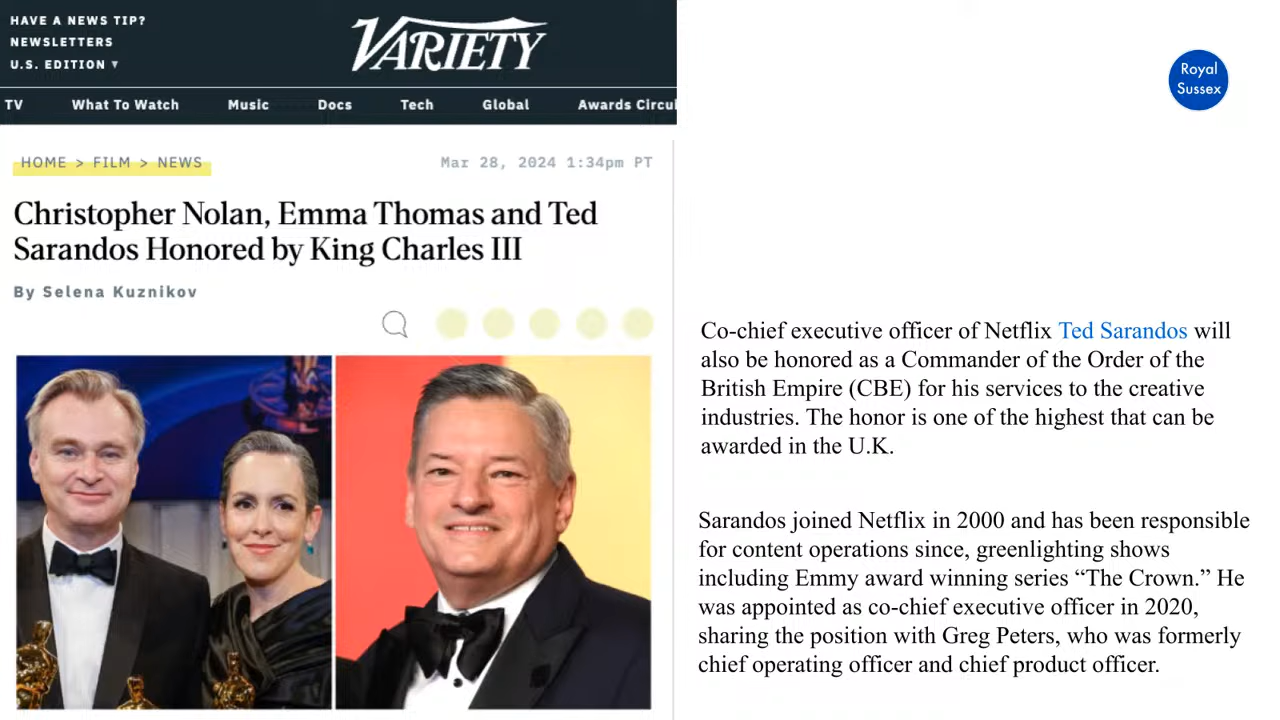 HAVE A NEWS TIP?
NEWSLETTERS
U.S. EDITION ▾
VARIETY
TV What To Watch Music Docs Tech Global Awards Circui
Royal
Sussex
HOME > FILM > NEWS
Mar 28, 2024 1:34pm PT
Christopher Nolan, Emma Thomas and Ted
Sarandos Honored by King Charles III
By Selena Kuznikov
Co-chief executive officer of Netflix Ted Sarandos will
also be honored as a Commander of the Order of the
British Empire (CBE) for his services to the creative
industries. The honor is one of the highest that can be
awarded in the U.K.
Sarandos joined Netflix in 2000 and has been responsible
for content operations since, greenlighting shows
including Emmy award winning series “The Crown.” He
was appointed as co-chief executive officer in 2020,
sharing the position with Greg Peters, who was formerly
chief operating officer and chief product officer.